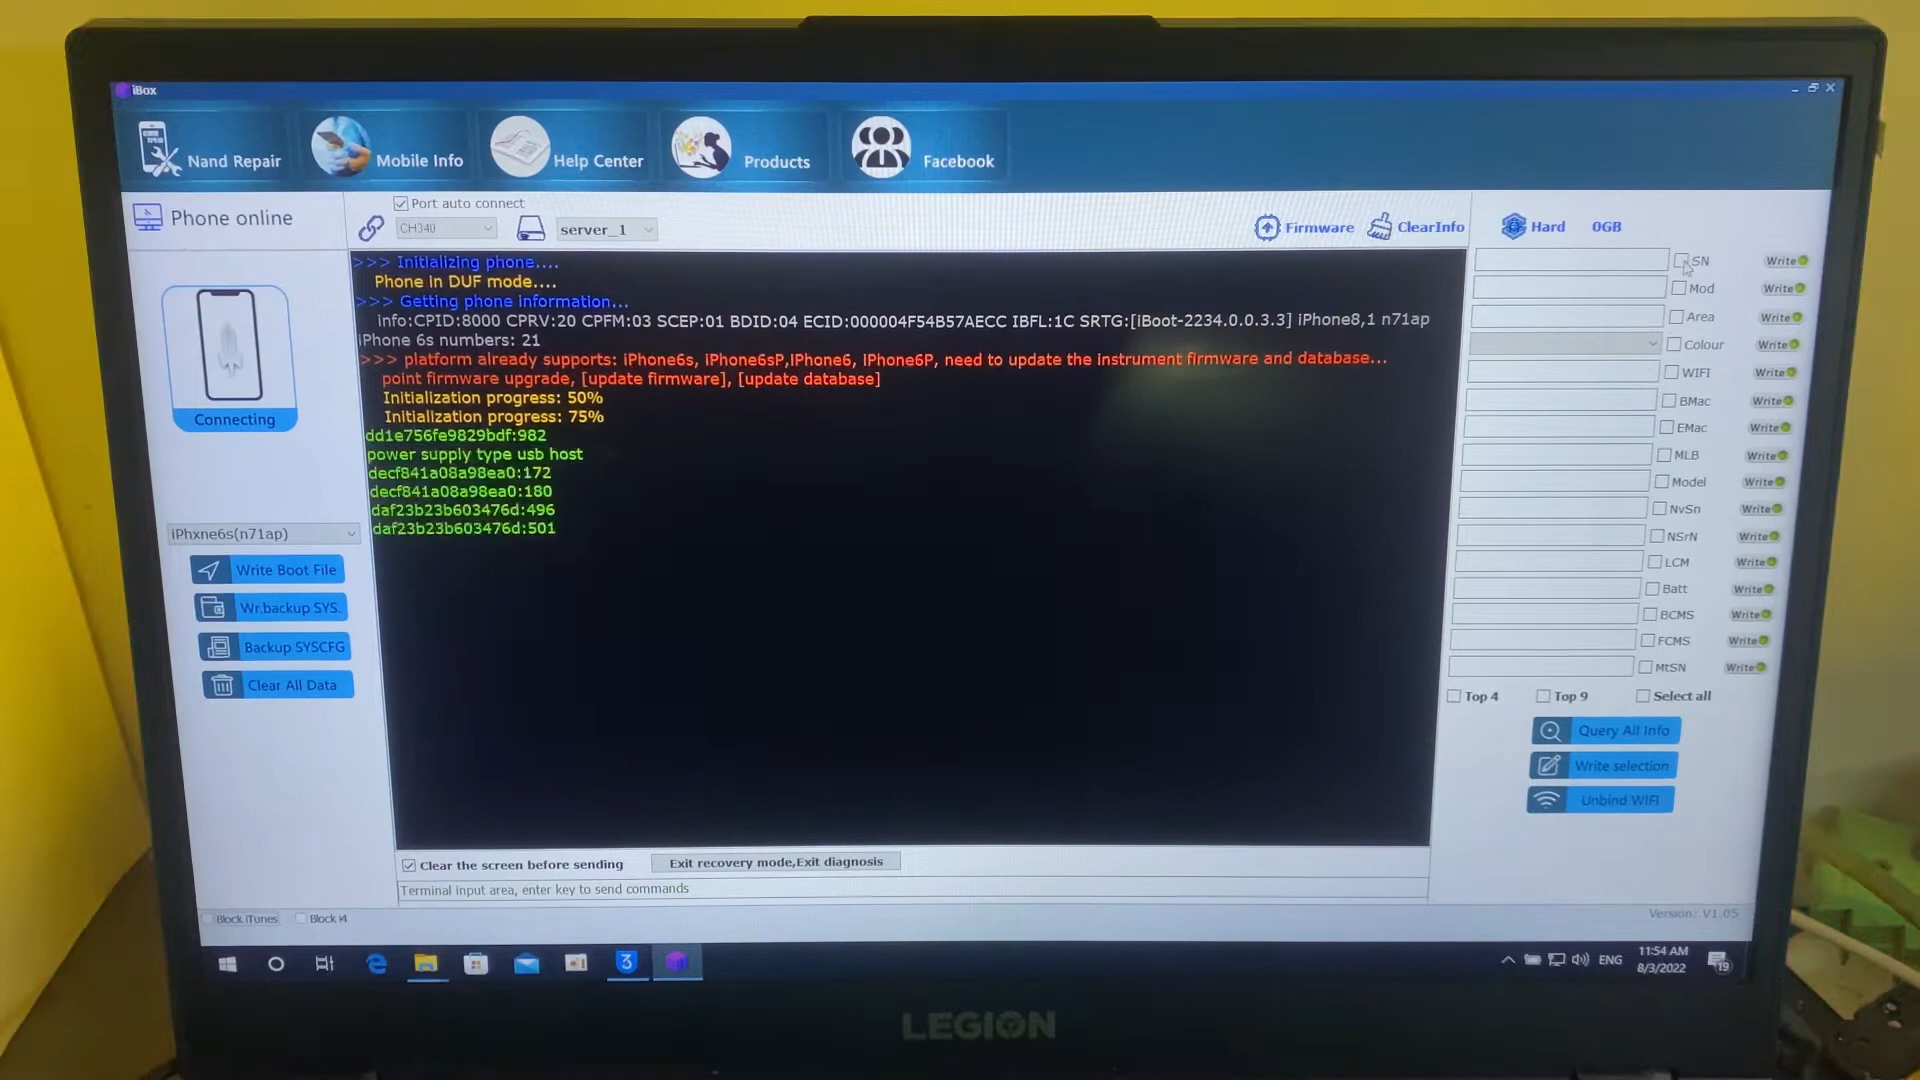 iBox
Nand Repair
Mobile Info
Help Center
Products
Facebook
Phone online
Port auto connect
CH340
server_1
Firmware
ClearInfo
Hard
0GB
>>> Initializing phone....
Phone in DUF mode....
>>> Getting phone information...
info:CPID:8000 CPRV:20 CPFM:03 SCEP:01 BDID:04 ECID:000004F54B57AECC IBFL:1C SRTG:[iBoot-2234.0.0.3.3] iPhone8,1 n71ap
iPhone 6s numbers: 21
>>> platform already supports: iPhone6s, iPhone6sP,IPhone6, IPhone6P, need to update the instrument firmware and database...
point firmware upgrade, [update firmware], [update database]
Initialization progress: 50%
Initialization progress: 75%
dd1e756fe9829bdf:982
power supply type usb host
decf841a08a98ea0:172
decf841a08a98ea0:180
daf23b23b603476d:496
daf23b23b603476d:501
Connecting
iPhxne6s(n71ap)
Write Boot File
Wr.backup SYS.
Backup SYSCFG
Clear All Data
SN Write
Mod Write
Area Write
Colour Write
WIFI Write
BMac Write
EMac Write
MLB Write
Model Write
NvSn Write
NSrN Write
LCM Write
Batt Write
BCMS Write
FCMS Write
MtSN Write
Top 4
Top 9
Select all
Query All Info
Write selection
Unbind WIFI
Clear the screen before sending
Exit recovery mode,Exit diagnosis
Terminal input area, enter key to send commands
Block iTunes
Block i4
Version: V1.05
3
ENG
11:54 AM
8/3/2022
19
LEGION